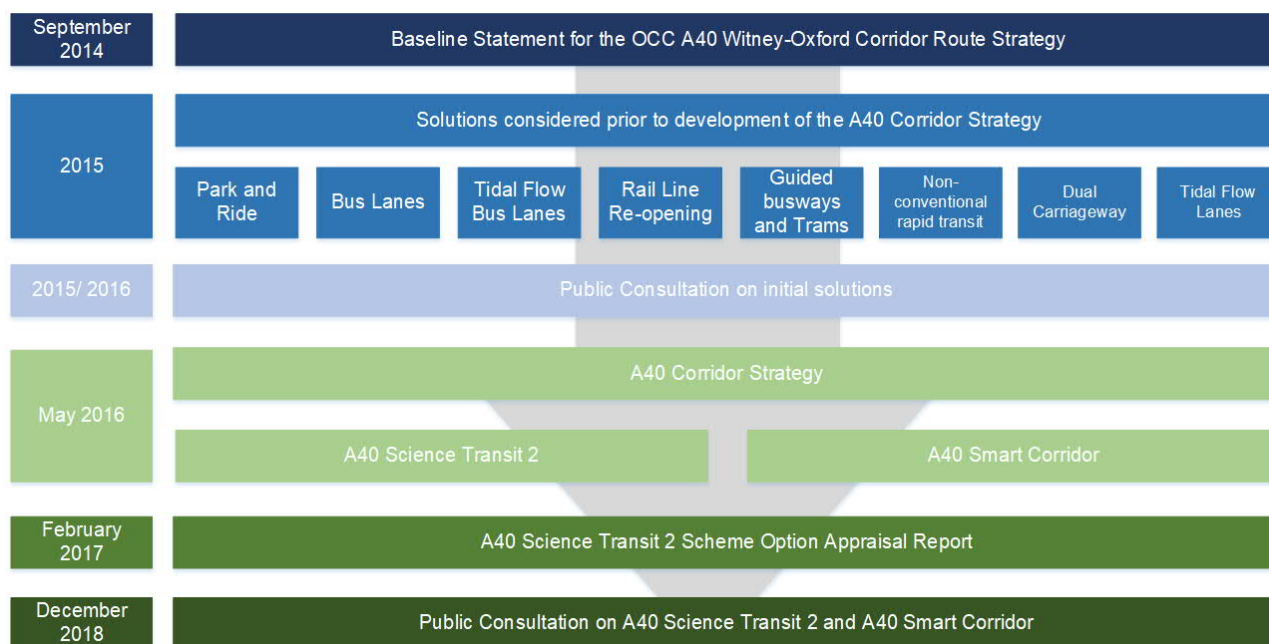 September
2014
Baseline Statement for the OCC A40 Witney-Oxford Corridor Route Strategy
2015
Solutions considered prior to development of the A40 Corridor Strategy
Park and
Ride
Bus Lanes
Tidal Flow
Bus Lanes
Rail Line
Re-opening
Guided
busways
and Trams
Non-
conventional
rapid transit
Dual
Carriageway
Tidal Flow
Lanes
2015/ 2016
Public Consultation on initial solutions
May 2016
A40 Corridor Strategy
A40 Science Transit 2
A40 Smart Corridor
February
2017
A40 Science Transit 2 Scheme Option Appraisal Report
December
2018
Public Consultation on A40 Science Transit 2 and A40 Smart Corridor